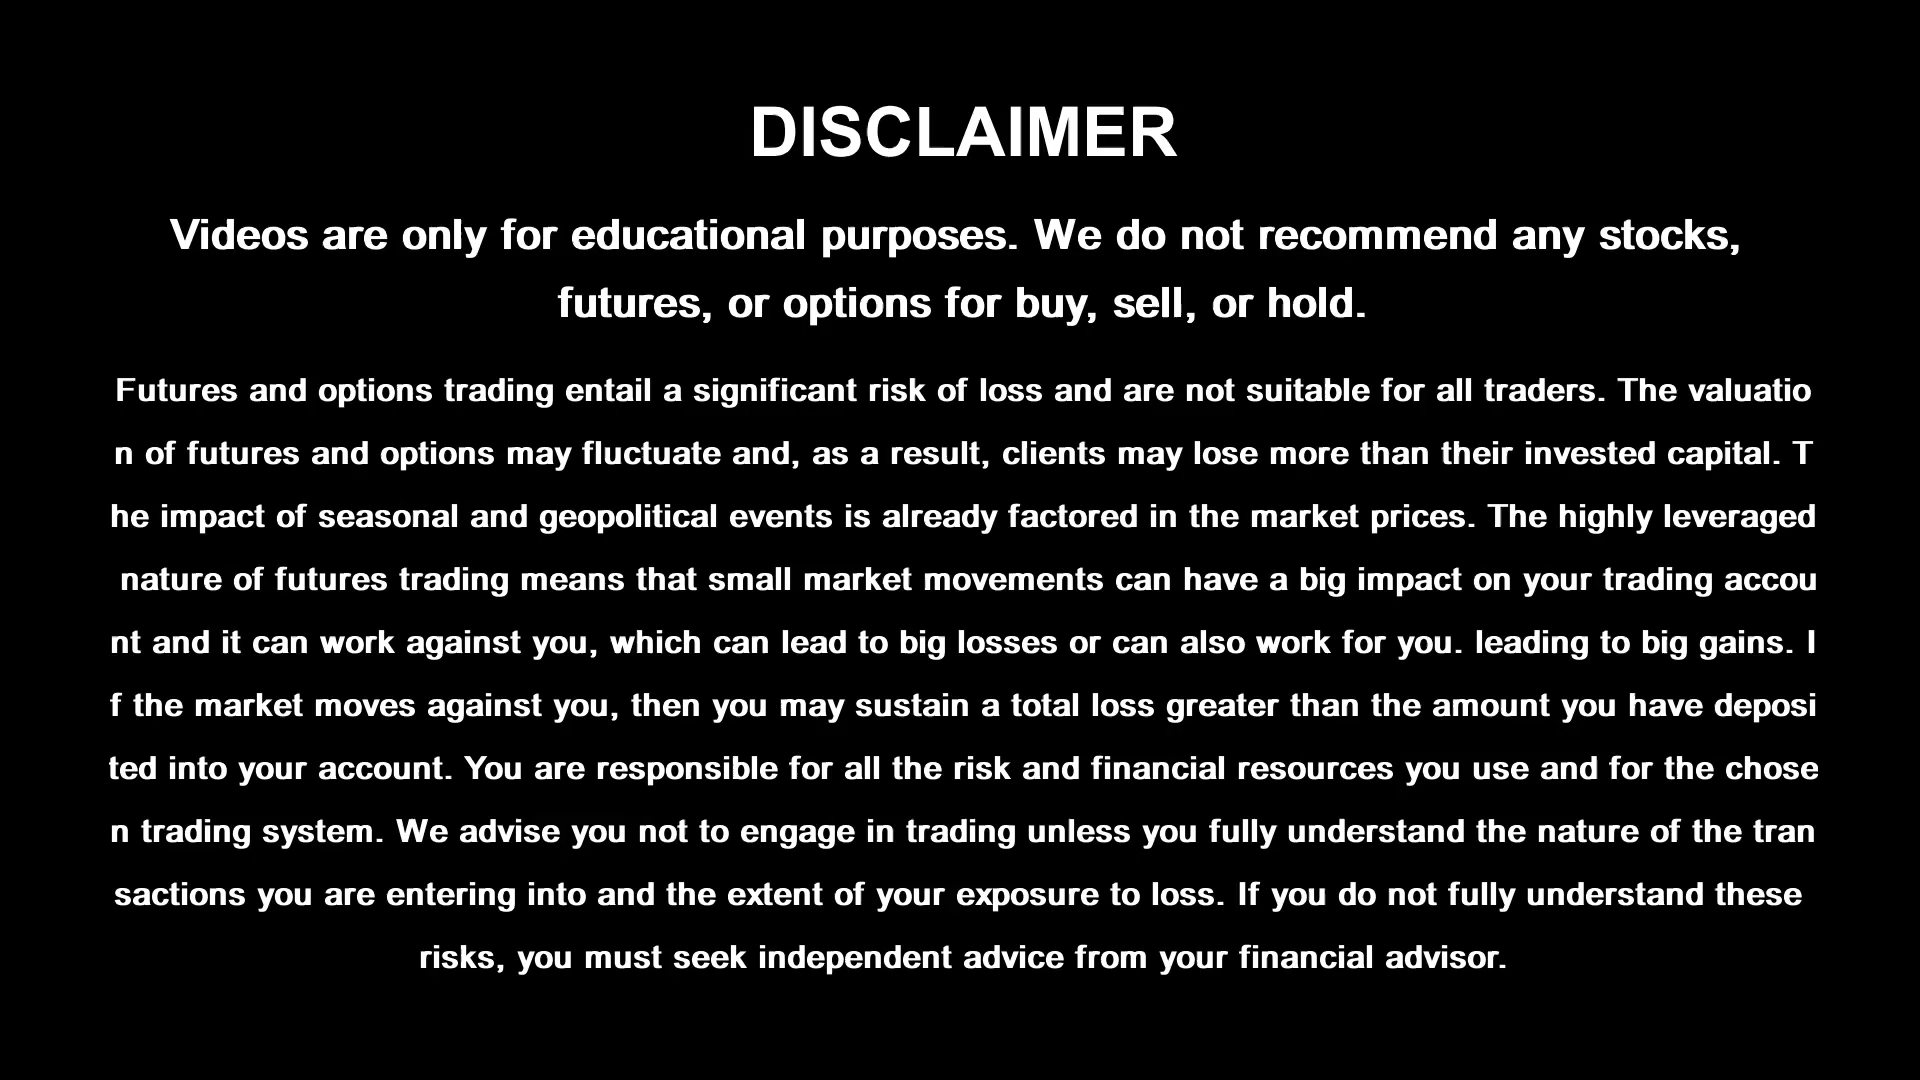 DISCLAIMER
Videos are only for educational purposes. We do not recommend any stocks,
futures, or options for buy, sell, or hold.
Futures and options trading entail a significant risk of loss and are not suitable for all traders. The valuatio
n of futures and options may fluctuate and, as a result, clients may lose more than their invested capital. T
he impact of seasonal and geopolitical events is already factored in the market prices. The highly leveraged
nature of futures trading means that small market movements can have a big impact on your trading accou
nt and it can work against you, which can lead to big losses or can also work for you. leading to big gains. I
f the market moves against you, then you may sustain a total loss greater than the amount you have deposi
ted into your account. You are responsible for all the risk and financial resources you use and for the chose
n trading system. We advise you not to engage in trading unless you fully understand the nature of the tran
sactions you are entering into and the extent of your exposure to loss. If you do not fully understand these
risks, you must seek independent advice from your financial advisor.